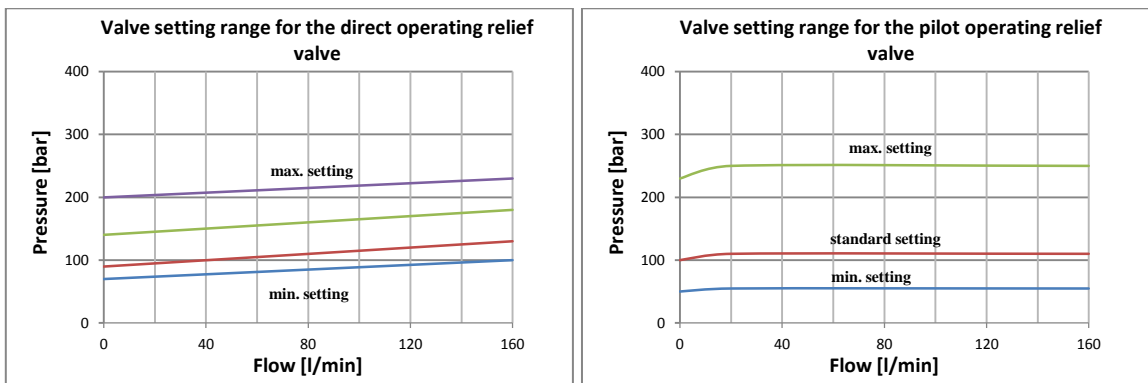 Valve setting range for the direct operating relief
valve
400
300
200
100
0
Pressure [bar]
max. setting
min. setting
0 40 80 120 160
Flow [l/min]
Valve setting range for the pilot operating relief
valve
400
300
200
100
0
Pressure [bar]
max. setting
standard setting
min. setting
0 40 80 120 160
Flow [l/min]